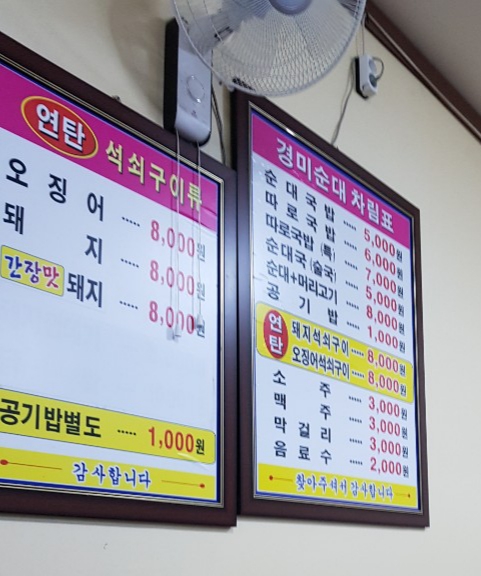 연탄 석쇠구이류
오 징 어 ····· 8,000원
돼 지 ····· 8,000원
간장맛 돼지 ····· 8,000원
공기밥별도 ····· 1,000원
감사합니다
경미순대 차림표
순 대 국 밥 ····· 5,000원
따 로 국 밥 ····· 6,000원
따로국밥 (특) ····· 7,000원
순대국 (술국) ····· 5,000원
순대+머리고기 ····· 8,000원
공 기 밥 ····· 1,000원
연탄 돼지석쇠구이 ····· 8,000원
오징어석쇠구이 ····· 8,000원
소 주 ····· 3,000원
맥 주 ····· 3,000원
막 걸 리 ····· 3,000원
음 료 수 ····· 2,000원
찾아주셔서 감사합니다